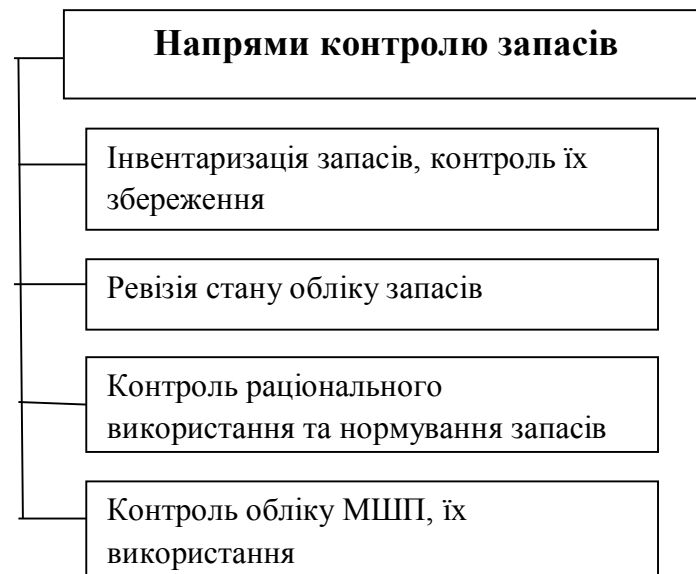 Напрями контролю запасів
Інвентаризація запасів, контроль їх
збереження
Ревізія стану обліку запасів
Контроль раціонального
використання та нормування запасів
Контроль обліку МШП, їх
використання